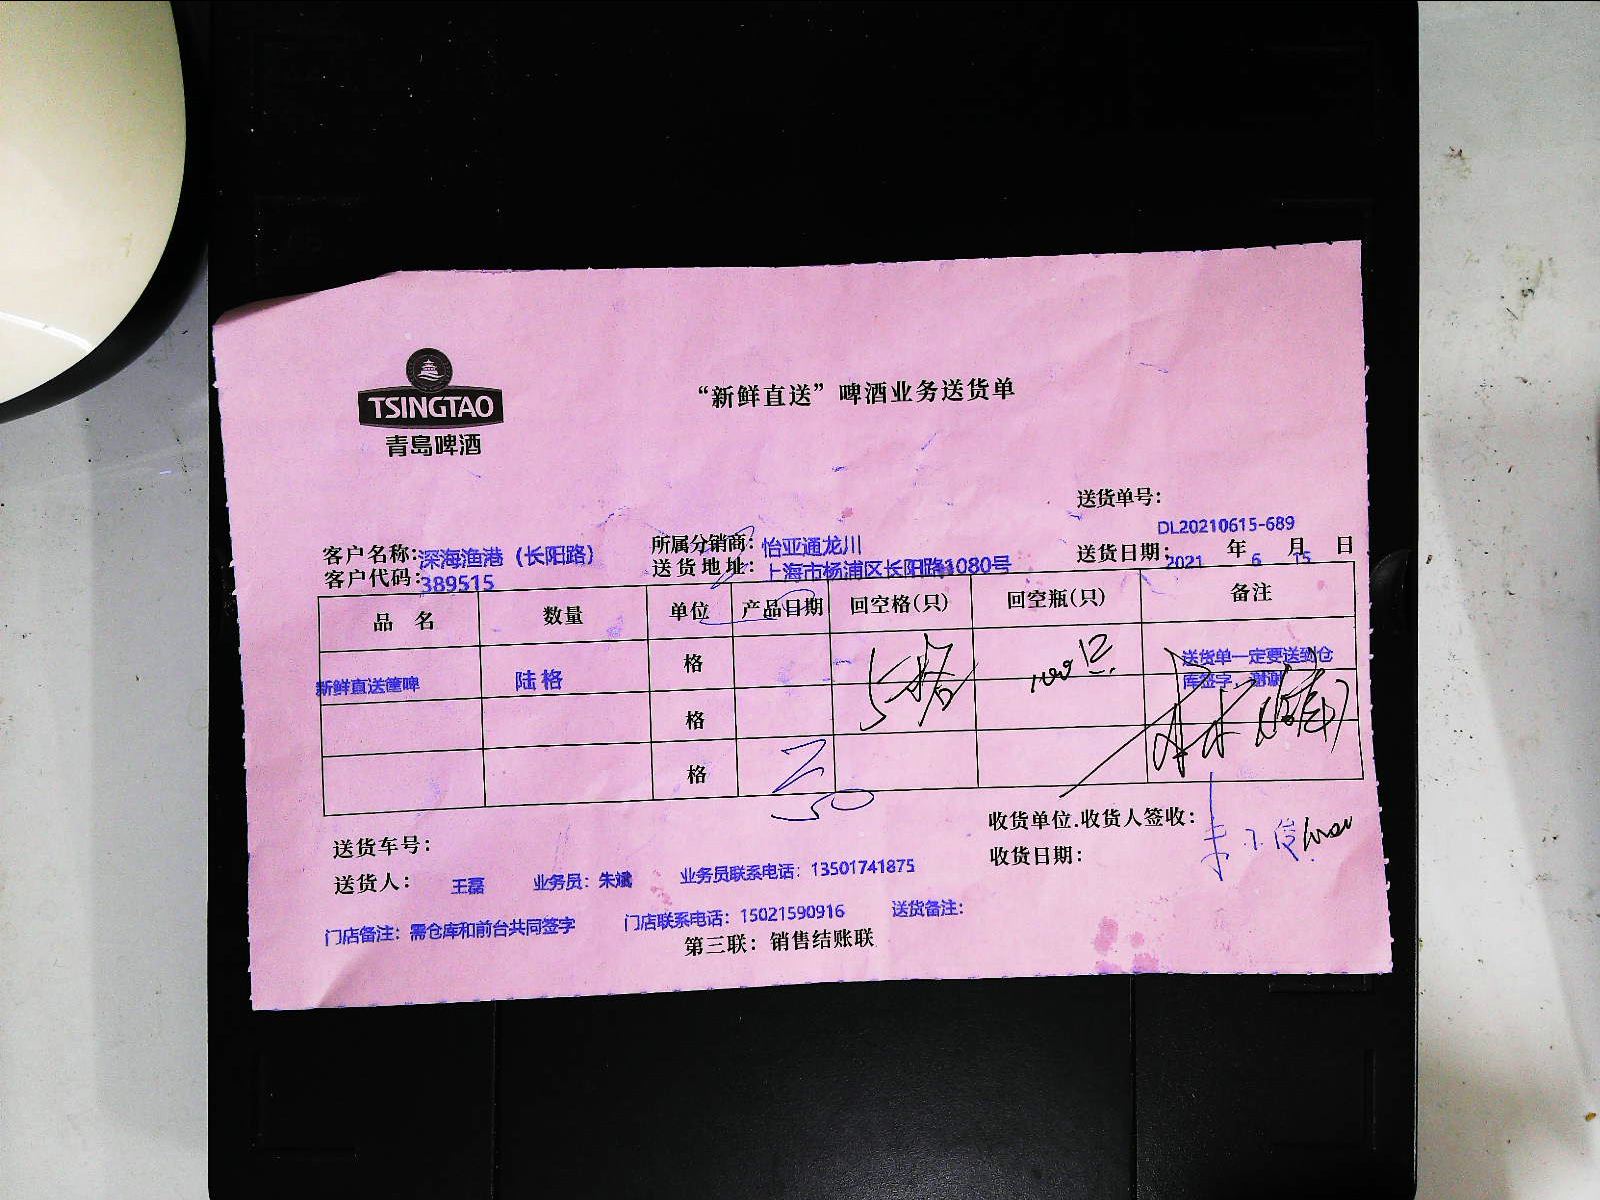 TSINGTAO
青岛啤酒
“新鲜直送”啤酒业务送货单
送货单号：
DL20210615-689
客户名称：深海渔港（长阳路） 所属分销商：怡亚通龙川 送货日期：2021 年 6 月 15 日
客户代码：389515 送货地址：上海市杨浦区长阳路1080号
品 名 数量 单位 产品日期 回空格(只) 回空瓶(只) 备注
新鲜直送篷啤 陆格 格 5格 送货单一定要送到仓
库签字，谢谢
格
格
50
收货单位.收货人签收：
送货车号：
收货日期：
送货人： 王磊 业务员：朱斌 业务员联系电话：13501741875
门店备注：需仓库和前台共同签字 门店联系电话：15021590916 送货备注：
第三联：销售结账联